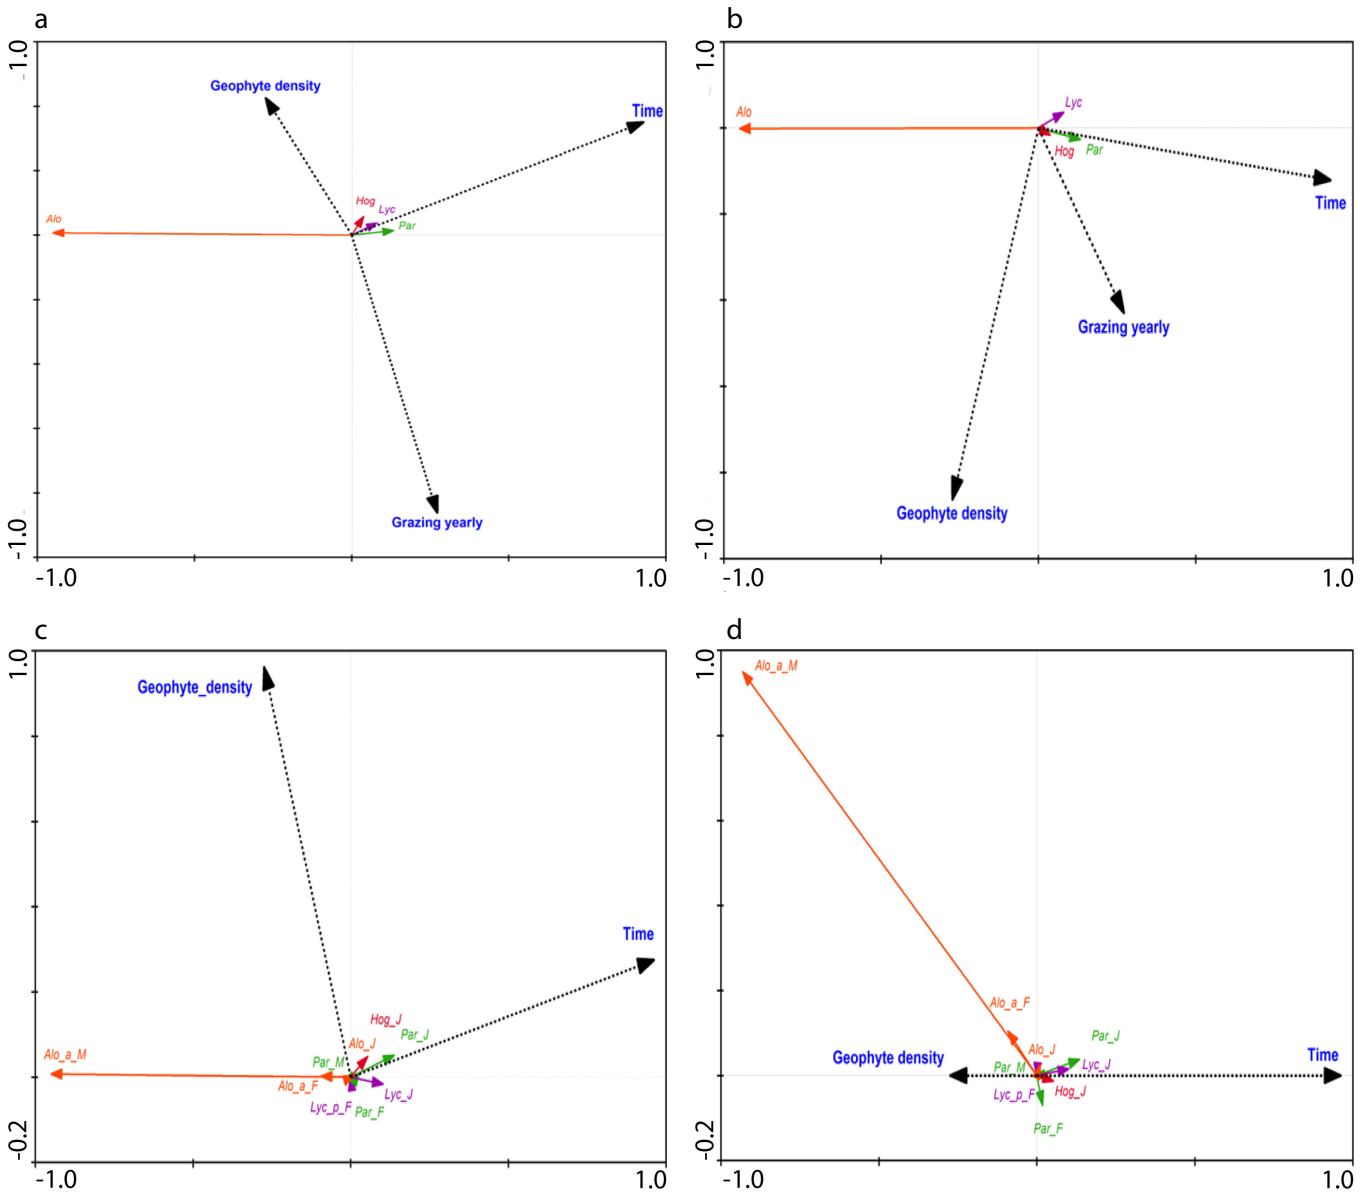 a
-1.0
Geophyte density
Time
Hog
Lyc
Par
Alo
Grazing yearly
-1.0
-1.0
1.0
b
1.0
Lyc
Alo
Hog
Par
Time
Grazing yearly
Geophyte density
-1.0
-1.0
1.0
c
1.0
Geophyte_density
Time
Hog_J
Par_J
Alo_J
Par_M
Alo_a_M
Alo_a_F
Lyc_J
Lyc_p_F
Par_F
-0.2
-1.0
1.0
d
1.0
Alo_a_M
Alo_a_F
Par_J
Alo_J
Geophyte density
Time
Par_M
Lyc_J
Lyc_p_F
Hog_J
Par_F
-0.2
-1.0
1.0